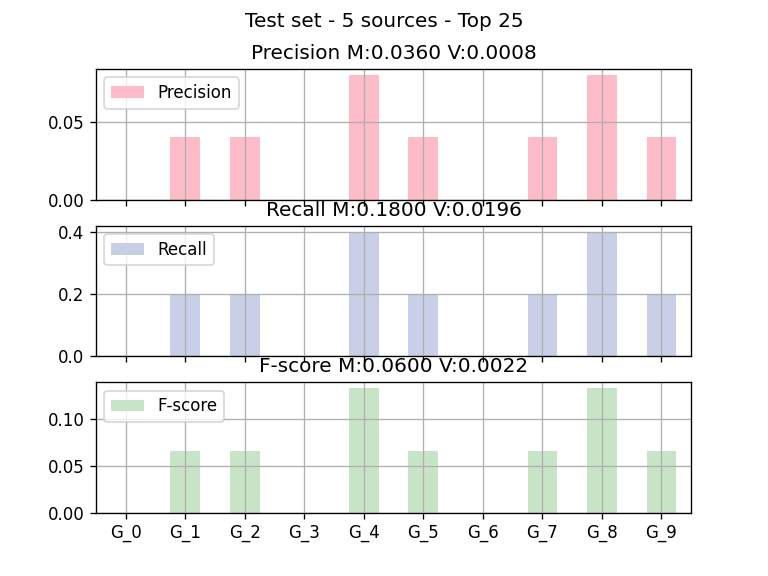 Test set - 5 sources - Top 25
Precision M:0.0360 V:0.0008
Precision
0.05
0.00
Recall M:0.1800 V:0.0196
Recall
0.4
0.2
0.0
F-score M:0.0600 V:0.0022
F-score
0.10
0.05
0.00
G_0 G_1 G_2 G_3 G_4 G_5 G_6 G_7 G_8 G_9